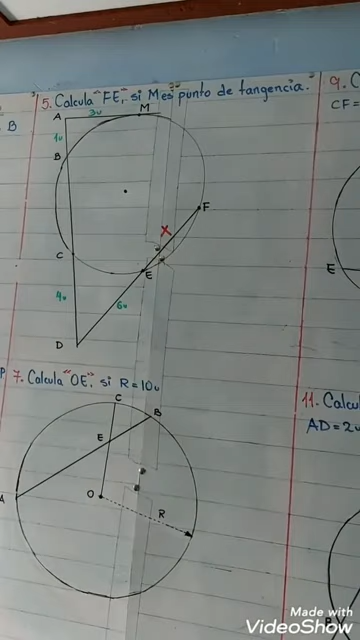 5. Calcula "FE", si M es punto de tangencia.
A 3u M
1u
B
F
x
C
E
4u
6u
D
B
9. C
CF=
E
7. Calcula "OE", si R=10u
C
B
E
A
O
R
11. Calcu
AD=2u
B
Made with
VideoShow